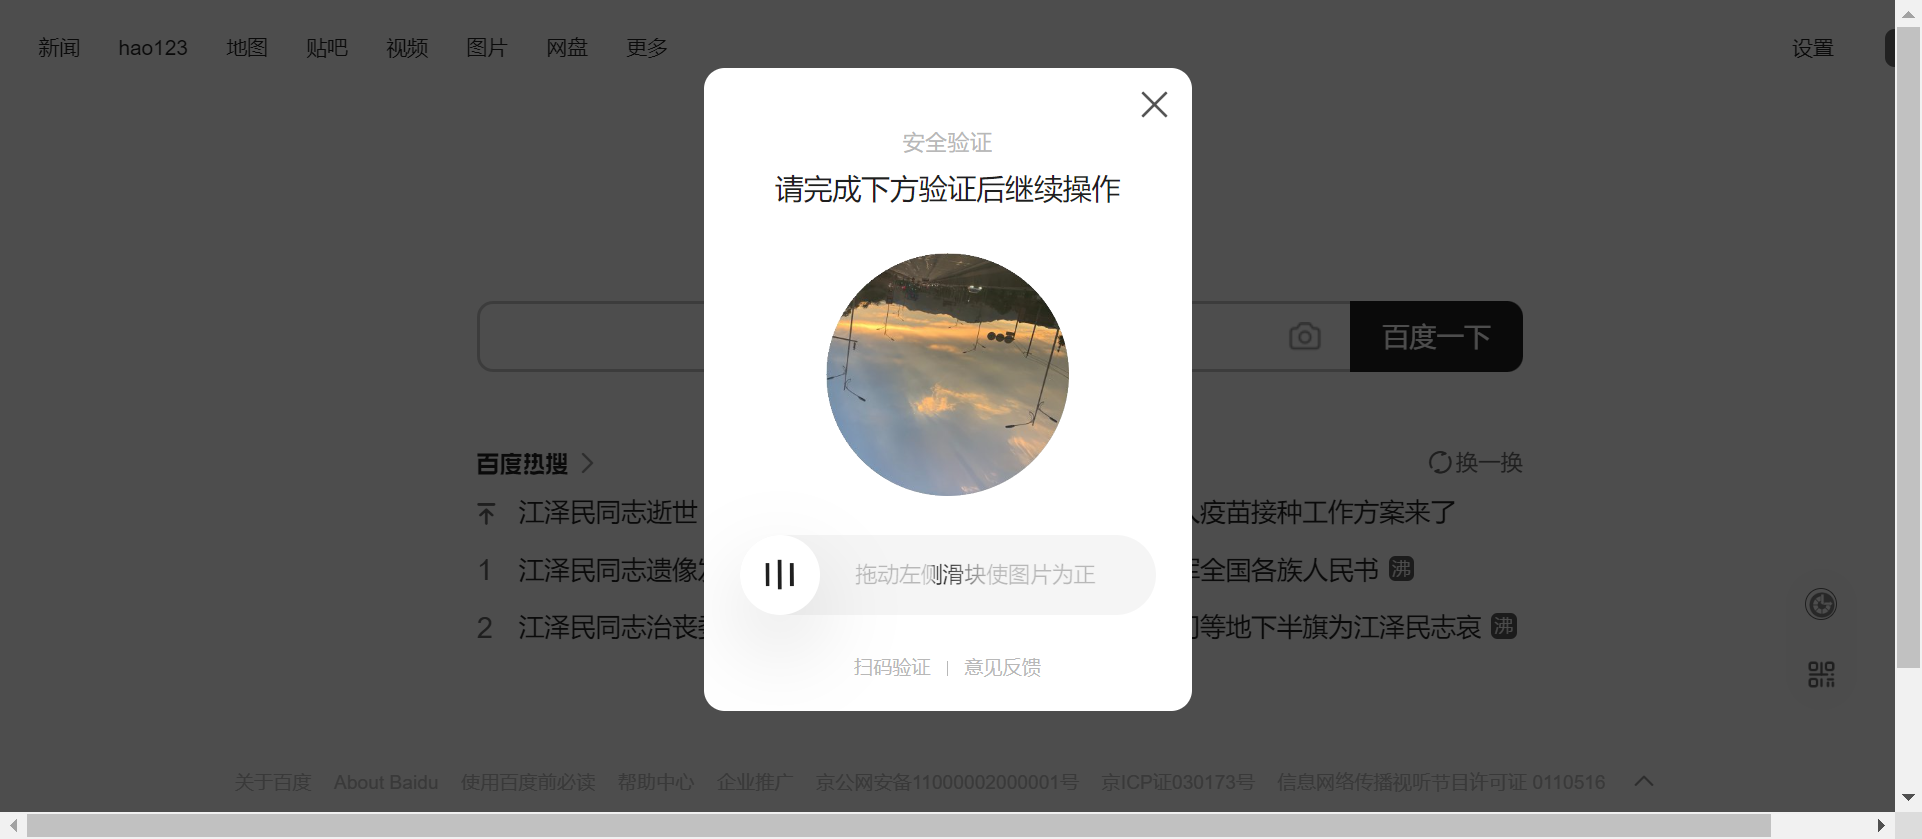 新闻 hao123 地图 贴吧 视频 图片 网盘 更多 设置
安全验证
请完成下方验证后继续操作
百度一下
百度热搜
换一换
江泽民同志逝世
疫苗接种工作方案来了
1 江泽民同志遗像
全国各族人民书 沸
拖动左侧滑块使图片为正
2 江泽民同志治丧
等地下半旗为江泽民志哀 沸
扫码验证 | 意见反馈
关于百度 About Baidu 使用百度前必读 帮助中心 企业推广 京公网安备11000002000001号 京ICP证030173号 信息网络传播视听节目许可证 0110516